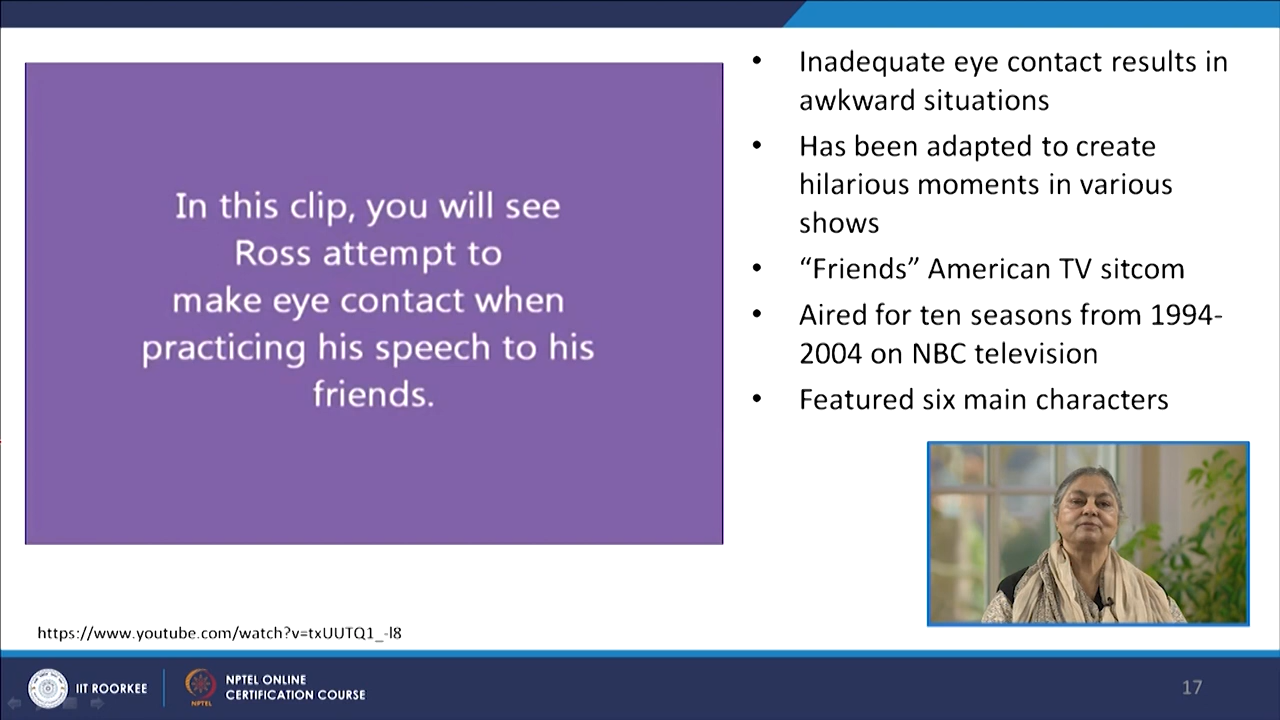 In this clip, you will see
Ross attempt to
make eye contact when
practicing his speech to his
friends.
• Inadequate eye contact results in
awkward situations
• Has been adapted to create
hilarious moments in various
shows
• “Friends” American TV sitcom
• Aired for ten seasons from 1994-
2004 on NBC television
• Featured six main characters
https://www.youtube.com/watch?v=txUUTQ1_-l8
IIT ROORKEE
NPTEL
NPTEL ONLINE
CERTIFICATION COURSE
17